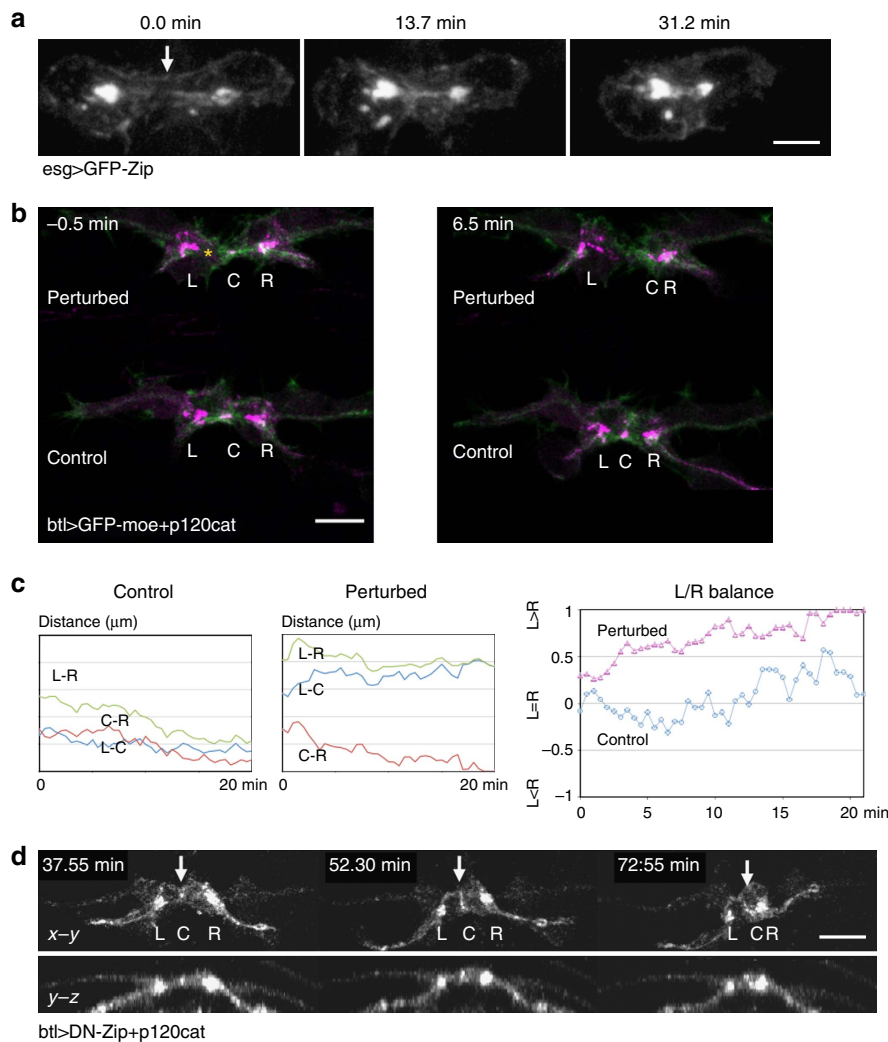 a
0.0 min 13.7 min 31.2 min
esg>GFP-Zip
b
–0.5 min 6.5 min
*
L C R L C R
Perturbed Perturbed
L C R L C R
Control Control
btl>GFP-moe+p120cat
c
Control Perturbed L/R balance
Distance (μm) Distance (μm)
L-R
C-R
L-C
0 20 min
L-R
L-C
C-R
0 20 min
L>R
L=R
L<R
1
0.5
0
–0.5
–1
Perturbed
Control
0 5 10 15 20 min
d
37.55 min 52.30 min 72:55 min
x–y L C R L C R L C R
y–z
btl>DN-Zip+p120cat